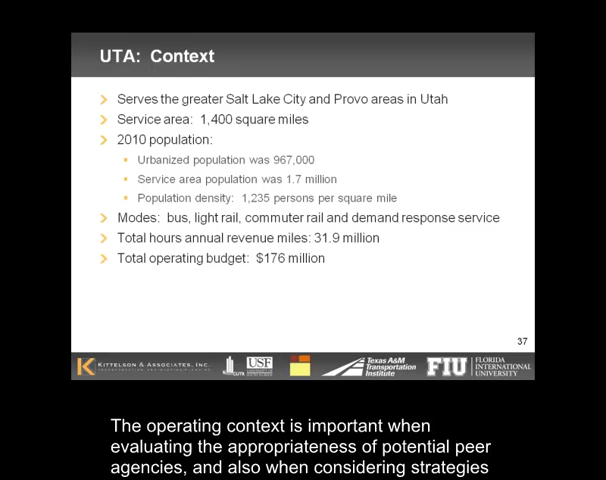 UTA: Context
Serves the greater Salt Lake City and Provo areas in Utah
Service area: 1,400 square miles
2010 population:
Urbanized population was 967,000
Service area population was 1.7 million
Population density: 1,235 persons per square mile
Modes: bus, light rail, commuter rail and demand response service
Total hours annual revenue miles: 31.9 million
Total operating budget: $176 million
37
KITTELSON & ASSOCIATES, INC.
CUTR
USF
Texas A&M
Transportation
Institute
FIU
FLORIDA
INTERNATIONAL
UNIVERSITY
The operating context is important when
evaluating the appropriateness of potential peer
agencies, and also when considering strategies